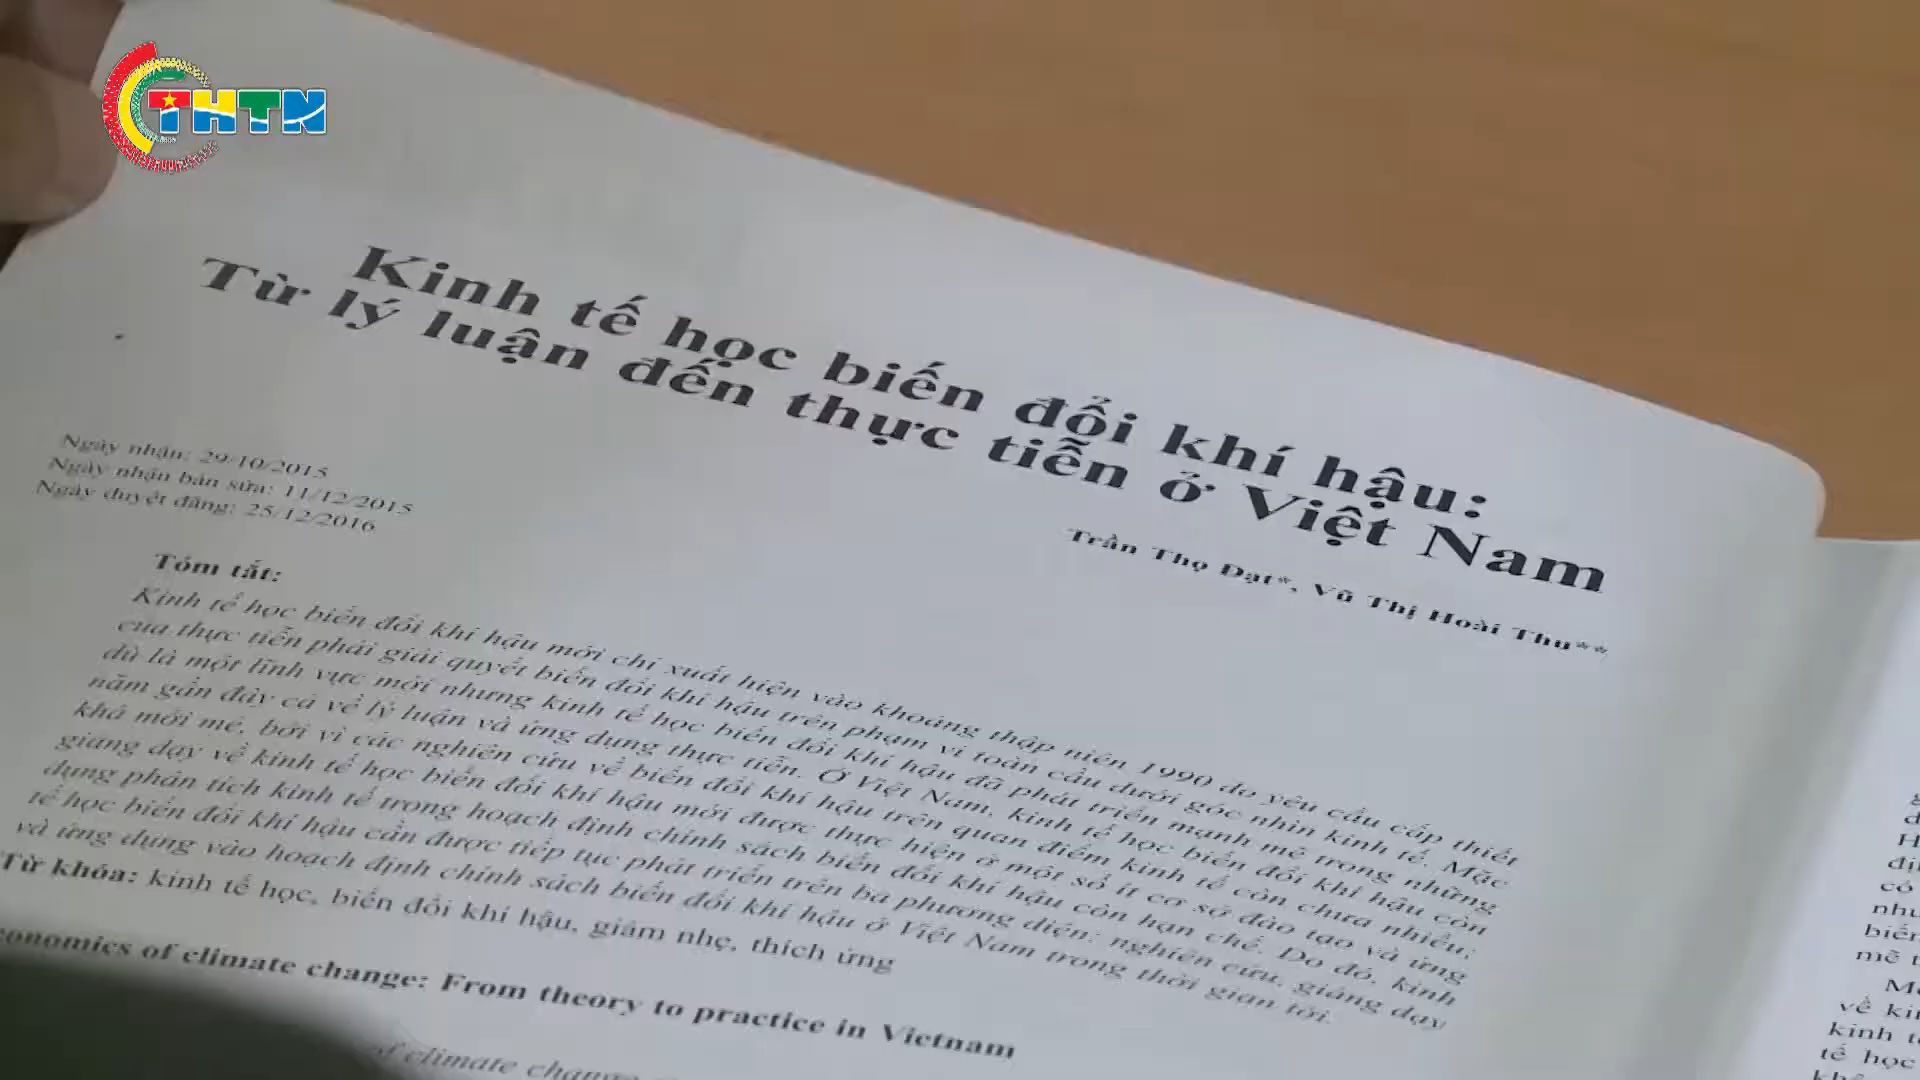 THTN
Kinh tế học biến đổi khí hậu:
Từ lý luận đến thực tiễn ở Việt Nam
Trần Thọ Đạt*, Vũ Thị Hoài Thu**
Ngày nhận: 29/10/2015
Ngày nhận bản sửa: 11/12/2015
Ngày duyệt đăng: 25/12/2016
Tóm tắt:
Kinh tế học biến đổi khí hậu mới chỉ xuất hiện vào khoảng thập niên 1990 do yêu cầu cấp thiết
của thực tiễn phải giải quyết biến đổi khí hậu trên phạm vi toàn cầu dưới góc nhìn kinh tế. Mặc
dù là một lĩnh vực mới nhưng kinh tế học biến đổi khí hậu đã phát triển mạnh mẽ trong những
năm gần đây cả về lý luận và ứng dụng thực tiễn. Ở Việt Nam, kinh tế học biến đổi khí hậu còn
khá mới mẻ, bởi vì các nghiên cứu về biến đổi khí hậu trên quan điểm kinh tế còn chưa nhiều;
giảng dạy về kinh tế học biến đổi khí hậu mới được thực hiện ở một số ít cơ sở đào tạo và ứng
dụng phân tích kinh tế trong hoạch định chính sách biến đổi khí hậu còn hạn chế. Do đó, kinh
tế học biến đổi khí hậu cần được tiếp tục phát triển trên ba phương diện: nghiên cứu, giảng dạy
và ứng dụng vào hoạch định chính sách biến đổi khí hậu ở Việt Nam trong thời gian tới.
Từ khóa: kinh tế học, biến đổi khí hậu, giảm nhẹ, thích ứng
conomics of climate change: From theory to practice in Vietnam
of climate change
có
như
biến
mẽ
về
kinh
tế học